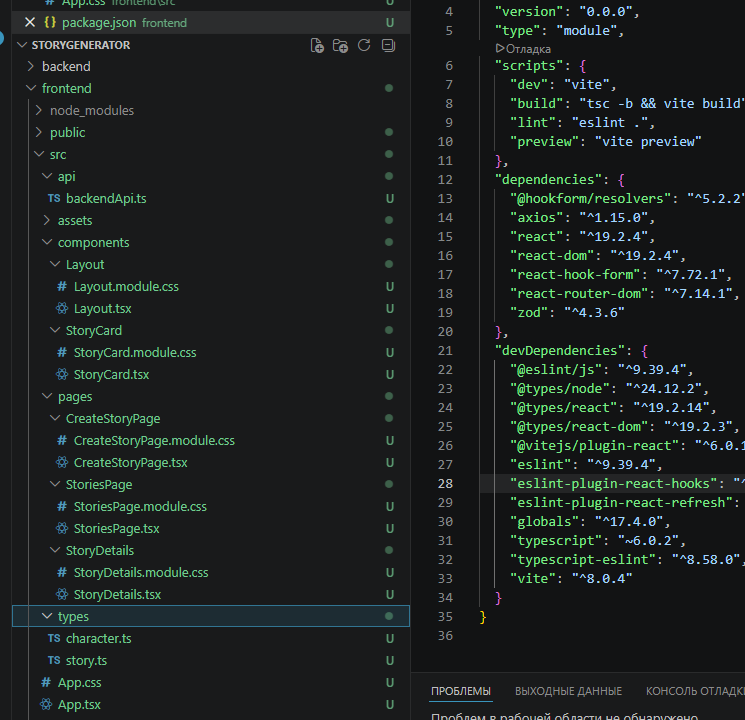 App.css frontend\src U
package.json frontend U
STORYGENERATOR
backend
frontend
node_modules
public
src
api
TS backendApi.ts U
assets
components
Layout
# Layout.module.css U
Layout.tsx U
StoryCard
# StoryCard.module.css U
StoryCard.tsx U
pages
CreateStoryPage
# CreateStoryPage.module.css U
CreateStoryPage.tsx U
StoriesPage
# StoriesPage.module.css U
StoriesPage.tsx U
StoryDetails
# StoryDetails.module.css U
StoryDetails.tsx U
types
TS character.ts U
TS story.ts U
# App.css U
App.tsx U
4 "version": "0.0.0",
5 "type": "module",
Отладка
6 "scripts": {
7 "dev": "vite",
8 "build": "tsc -b && vite build"
9 "lint": "eslint .",
10 "preview": "vite preview"
11 },
12 "dependencies": {
13 "@hookform/resolvers": "^5.2.2"
14 "axios": "^1.15.0",
15 "react": "^19.2.4",
16 "react-dom": "^19.2.4",
17 "react-hook-form": "^7.72.1",
18 "react-router-dom": "^7.14.1",
19 "zod": "^4.3.6"
20 },
21 "devDependencies": {
22 "@eslint/js": "^9.39.4",
23 "@types/node": "^24.12.2",
24 "@types/react": "^19.2.14",
25 "@types/react-dom": "^19.2.3",
26 "@vitejs/plugin-react": "^6.0.1
27 "eslint": "^9.39.4",
28 "eslint-plugin-react-hooks": "^
29 "eslint-plugin-react-refresh":
30 "globals": "^17.4.0",
31 "typescript": "~6.0.2",
32 "typescript-eslint": "^8.58.0",
33 "vite": "^8.0.4"
34 }
35 }
36
ПРОБЛЕМЫ ВЫХОДНЫЕ ДАННЫЕ КОНСОЛЬ ОТЛАДКИ
Проблем в рабочей области не обнаружено